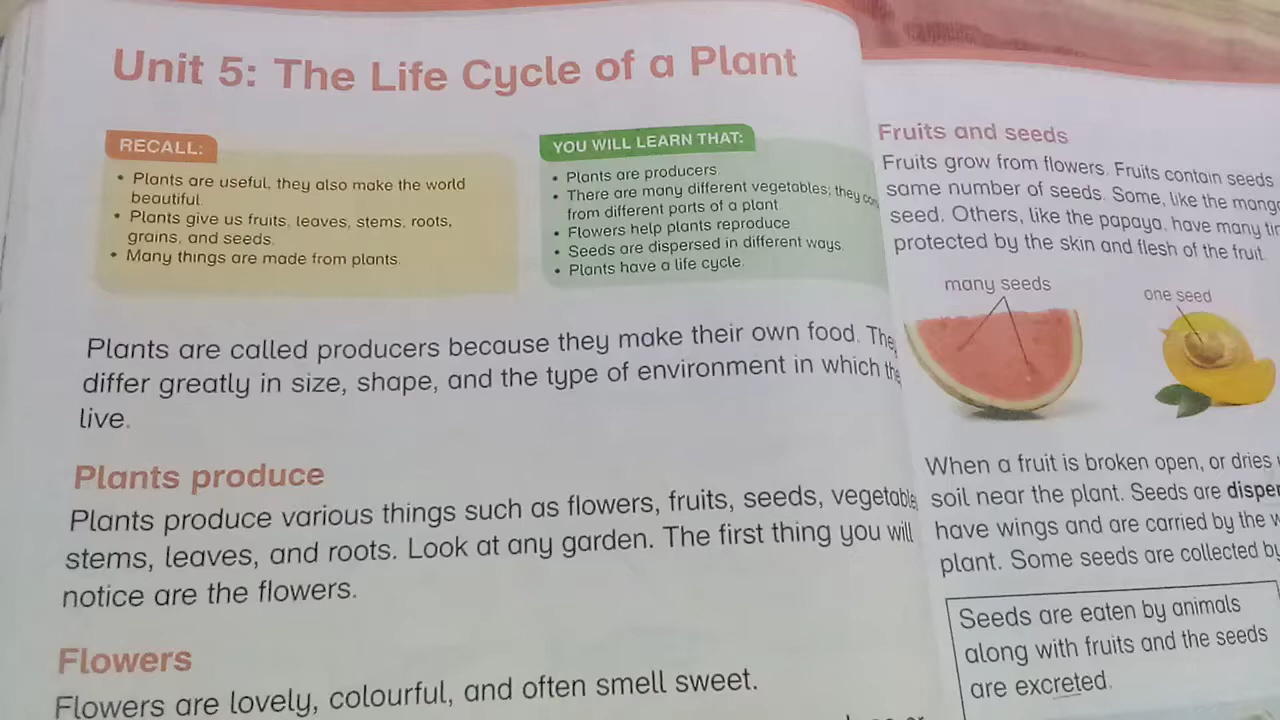 Unit 5: The Life Cycle of a Plant
RECALL:
• Plants are useful, they also make the world
beautiful.
• Plants give us fruits, leaves, stems, roots,
grains, and seeds.
• Many things are made from plants.
YOU WILL LEARN THAT:
• Plants are producers.
• There are many different vegetables; they
from different parts of a plant.
• Flowers help plants reproduce
• Seeds are dispersed in different ways.
• Plants have a life cycle.
Plants are called producers because they make their own food.
differ greatly in size, shape, and the type of environment in which
live.
Plants produce
Plants produce various things such as flowers, fruits, seeds,
stems, leaves, and roots. Look at any garden. The first thing you will
notice are the flowers.
Flowers
Flowers are lovely, colourful, and often smell sweet.
Fruits and seeds
Fruits grow from flowers. Fruits contain seeds
same number of seeds. Some, like the
seed. Others, like the papaya, have many
protected by the skin and flesh of the fruit.
many seeds
one seed
When a fruit is broken open, or dries
soil near the plant. Seeds are
have wings and are carried by the
plant. Some seeds are collected
Seeds are eaten by animals
along with fruits and the seeds
are excreted.